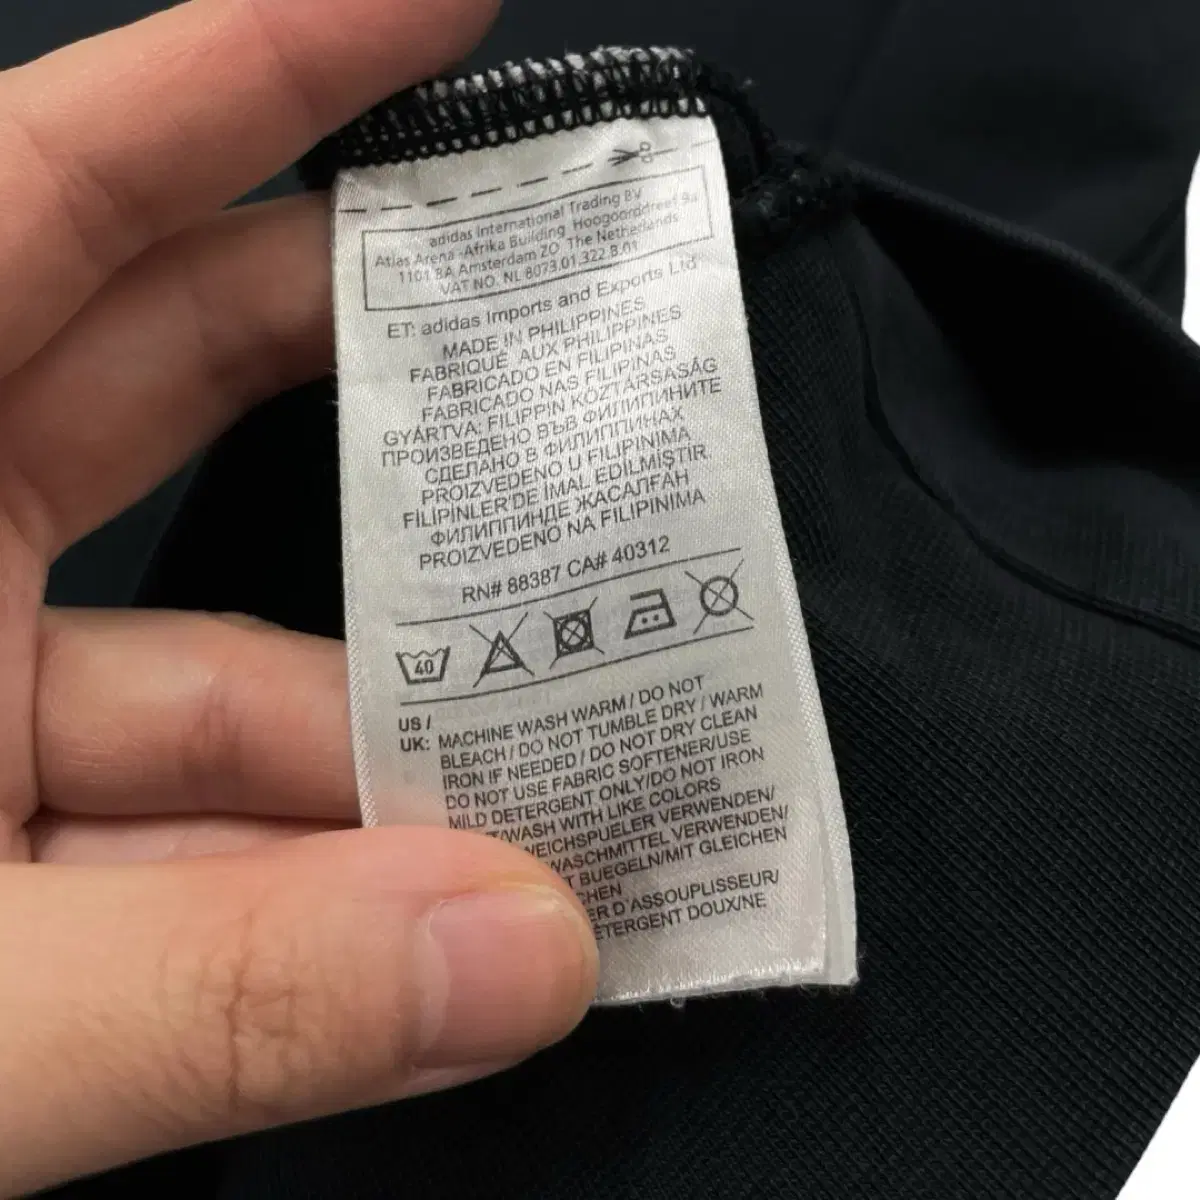 adidas International Trading BV
Atlas Arena -Afrika Building Hoogoorddreef 9a
1101 BA Amsterdam ZO The Netherlands
VAT NO. NL 8073.01.322 B.01
ET: adidas Imports and Exports Ltd
MADE IN PHILIPPINES
FABRIQUÉ AUX PHILIPPINES
FABRICADO EN FILIPINAS
FABRICADO NAS FILIPINAS
GYÁRTVA: FILIPPIN KÖZTÁRSASÁG
ПРОИЗВЕДЕНО ВЪВ ФИЛИПИНИТЕ
СДЕЛАНО В ФИЛИППИНАХ
PROIZVEDENO U FILIPINIMA
FİLİPİNLER'DE İMAL EDİLMİŞTİR
ФИЛИППИНДЕ ЖАСАЛҒАН
PROIZVEDENO NA FILIPINIMA
RN# 88387 CA# 40312
40
US /
UK: MACHINE WASH WARM / DO NOT
BLEACH / DO NOT TUMBLE DRY / WARM
IRON IF NEEDED / DO NOT DRY CLEAN
DO NOT USE FABRIC SOFTENER/USE
MILD DETERGENT ONLY/DO NOT IRON
/WASH WITH LIKE COLORS
WEICHSPUELER VERWENDEN/
WASCHMITTEL VERWENDEN/
BUEGELN/MIT GLEICHEN
D'ASSOUPLISSEUR/
DOUX/NE